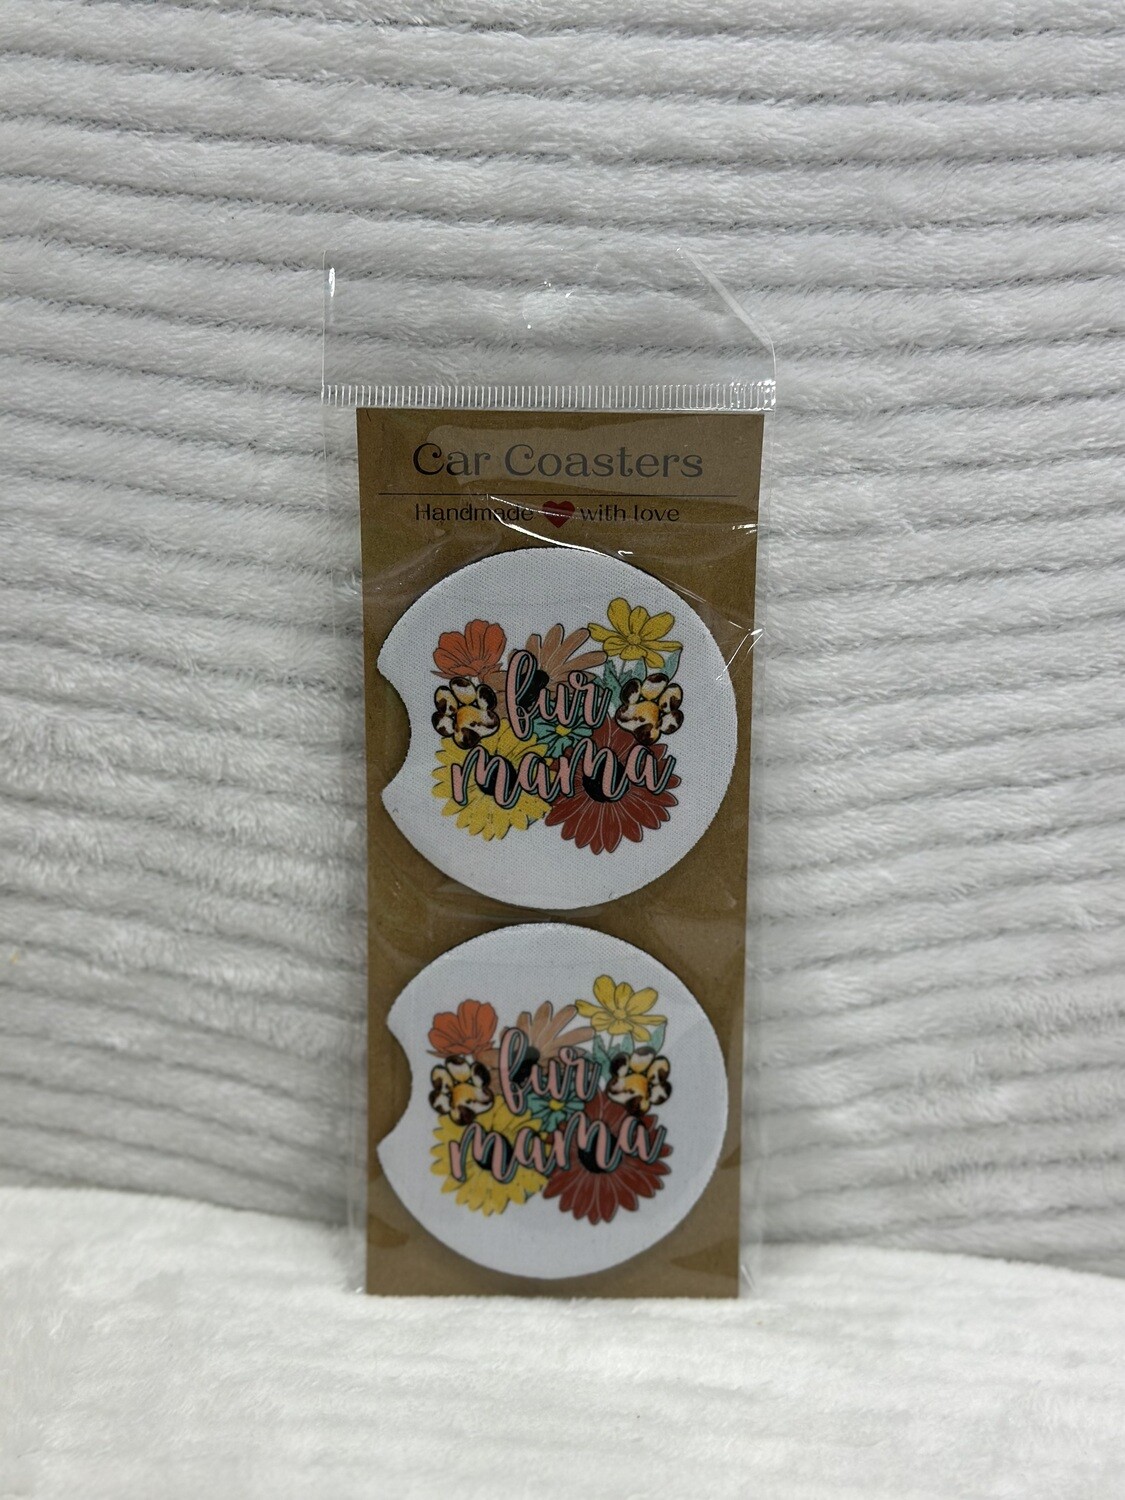 Car Coasters
Handmade ❤ with love
fur
mama
fur
mama